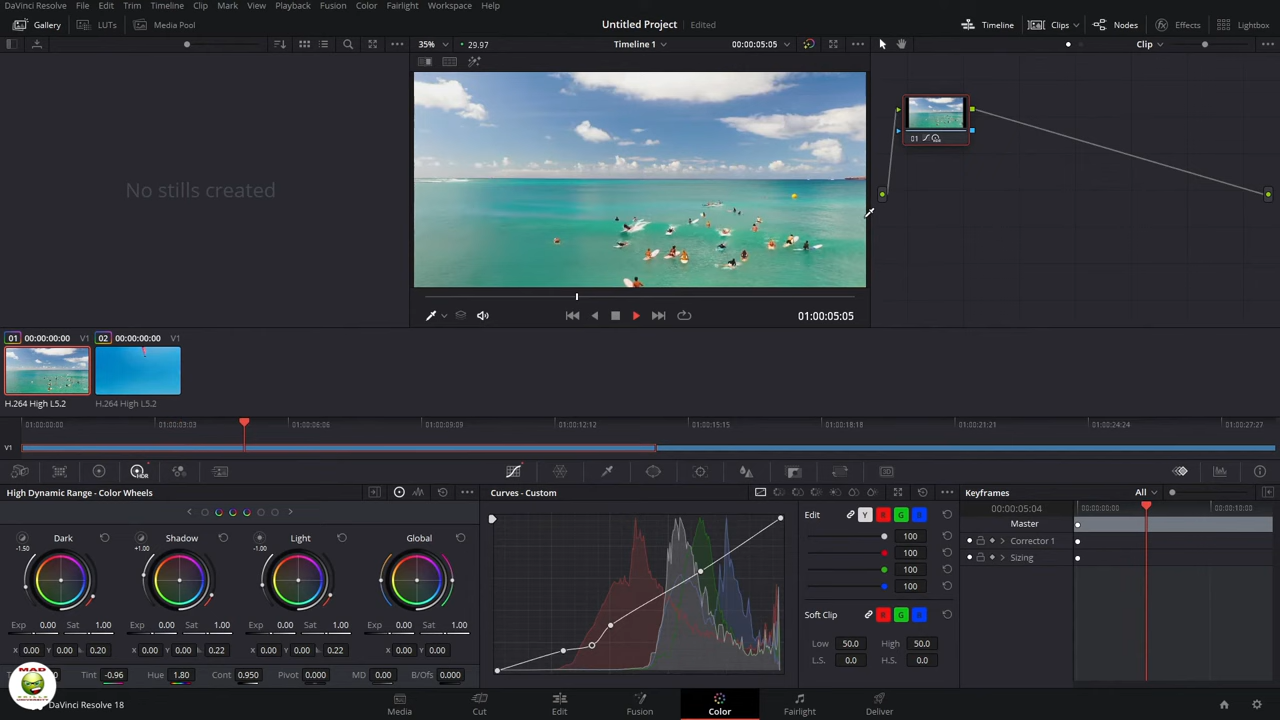 DaVinci Resolve File Edit Trim Timeline Clip Mark View Playback Fusion Color Fairlight Workspace Help
Gallery LUTs Media Pool Untitled Project Edited Timeline Clips Nodes Effects Lightbox
35% 29.97 Timeline 1 00:00:05:05 Clip
01
No stills created
01:00:05:05
01 00:00:00:00 V1 02 00:00:00:00 V1
H.264 High L5.2 H.264 High L5.2
01:00:00:00 01:00:03:03 01:00:06:06 01:00:09:09 01:00:12:12 01:00:15:15 01:00:18:18 01:00:21:21 01:00:24:24 01:00:27:27
V1
High Dynamic Range - Color Wheels Curves - Custom Keyframes All
00:00:05:04 00:00:00:00 00:00:10:00
Edit Y R G B
Master
Dark Shadow Light Global
-1.50 +1.00 -1.00
100
Corrector 1
100
Sizing
100
100
Soft Clip R G B
Exp 0.00 Sat 1.00 Exp 0.00 Sat 1.00 Exp 0.00 Sat 1.00 Exp 0.00 Sat 1.00
Low 50.0 High 50.0
X 0.00 Y 0.00 0.20 X 0.00 Y 0.00 0.22 X 0.00 Y 0.00 0.22 X 0.00 Y 0.00
L.S. 0.0 H.S. 0.0
Tint -0.96 Hue 1.80 Cont 0.950 Pivot 0.000 MD 0.00 B/Ofs 0.000
MAD
DaVinci Resolve 18 Media Cut Edit Fusion Color Fairlight Deliver